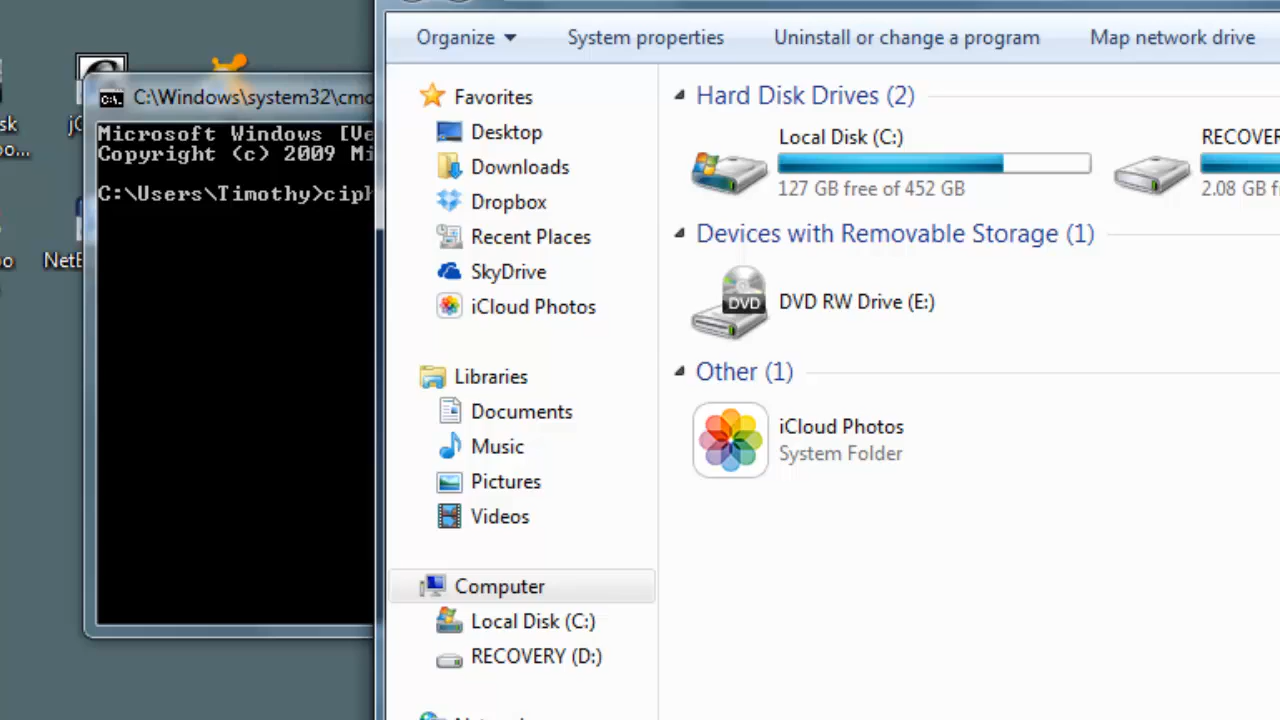 Organize
System properties
Uninstall or change a program
Map network drive
C:\Windows\system32\cmd
Microsoft Windows [Ve
Copyright (c) 2009 Mi
C:\Users\Timothy>ciph
Favorites
Desktop
Downloads
Dropbox
Recent Places
SkyDrive
iCloud Photos
Libraries
Documents
Music
Pictures
Videos
Computer
Local Disk (C:)
RECOVERY (D:)
Hard Disk Drives (2)
Local Disk (C:)
127 GB free of 452 GB
RECOVER
2.08 GB f
Devices with Removable Storage (1)
DVD
DVD RW Drive (E:)
Other (1)
iCloud Photos
System Folder